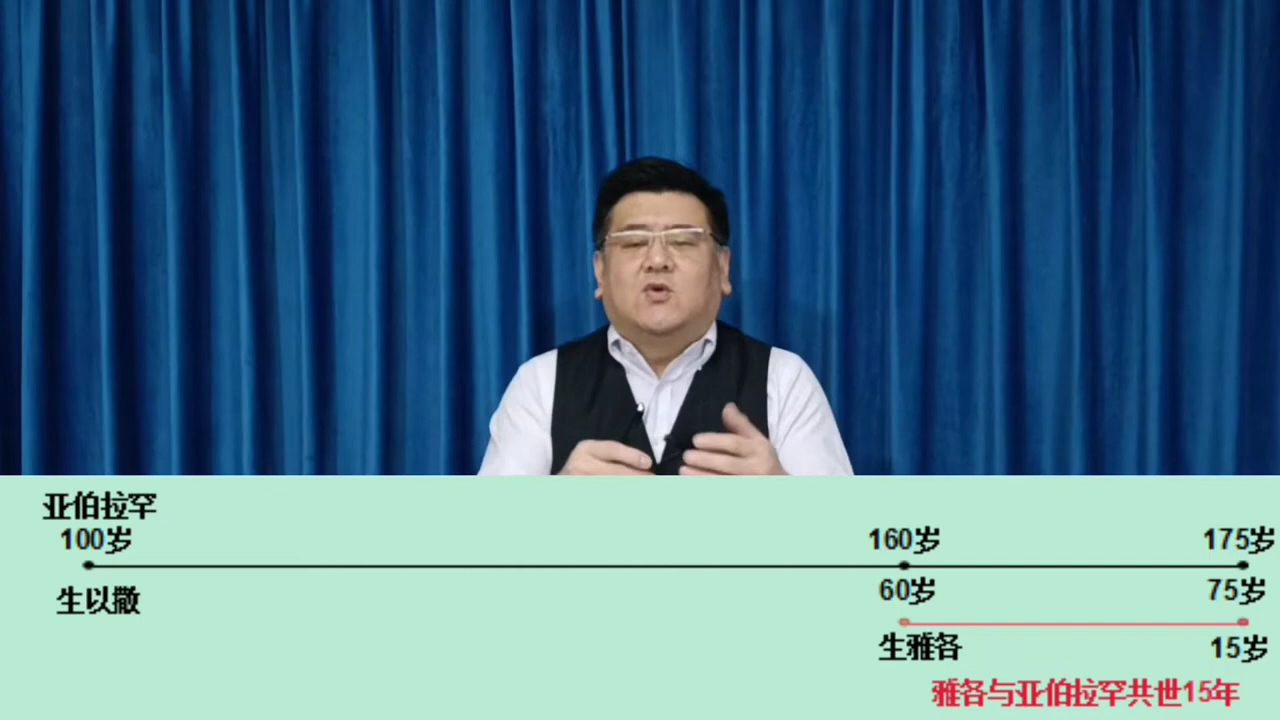 亚伯拉罕
100岁 160岁 175岁
生以撒 60岁 75岁
生雅各 15岁
雅各与亚伯拉罕共世15年